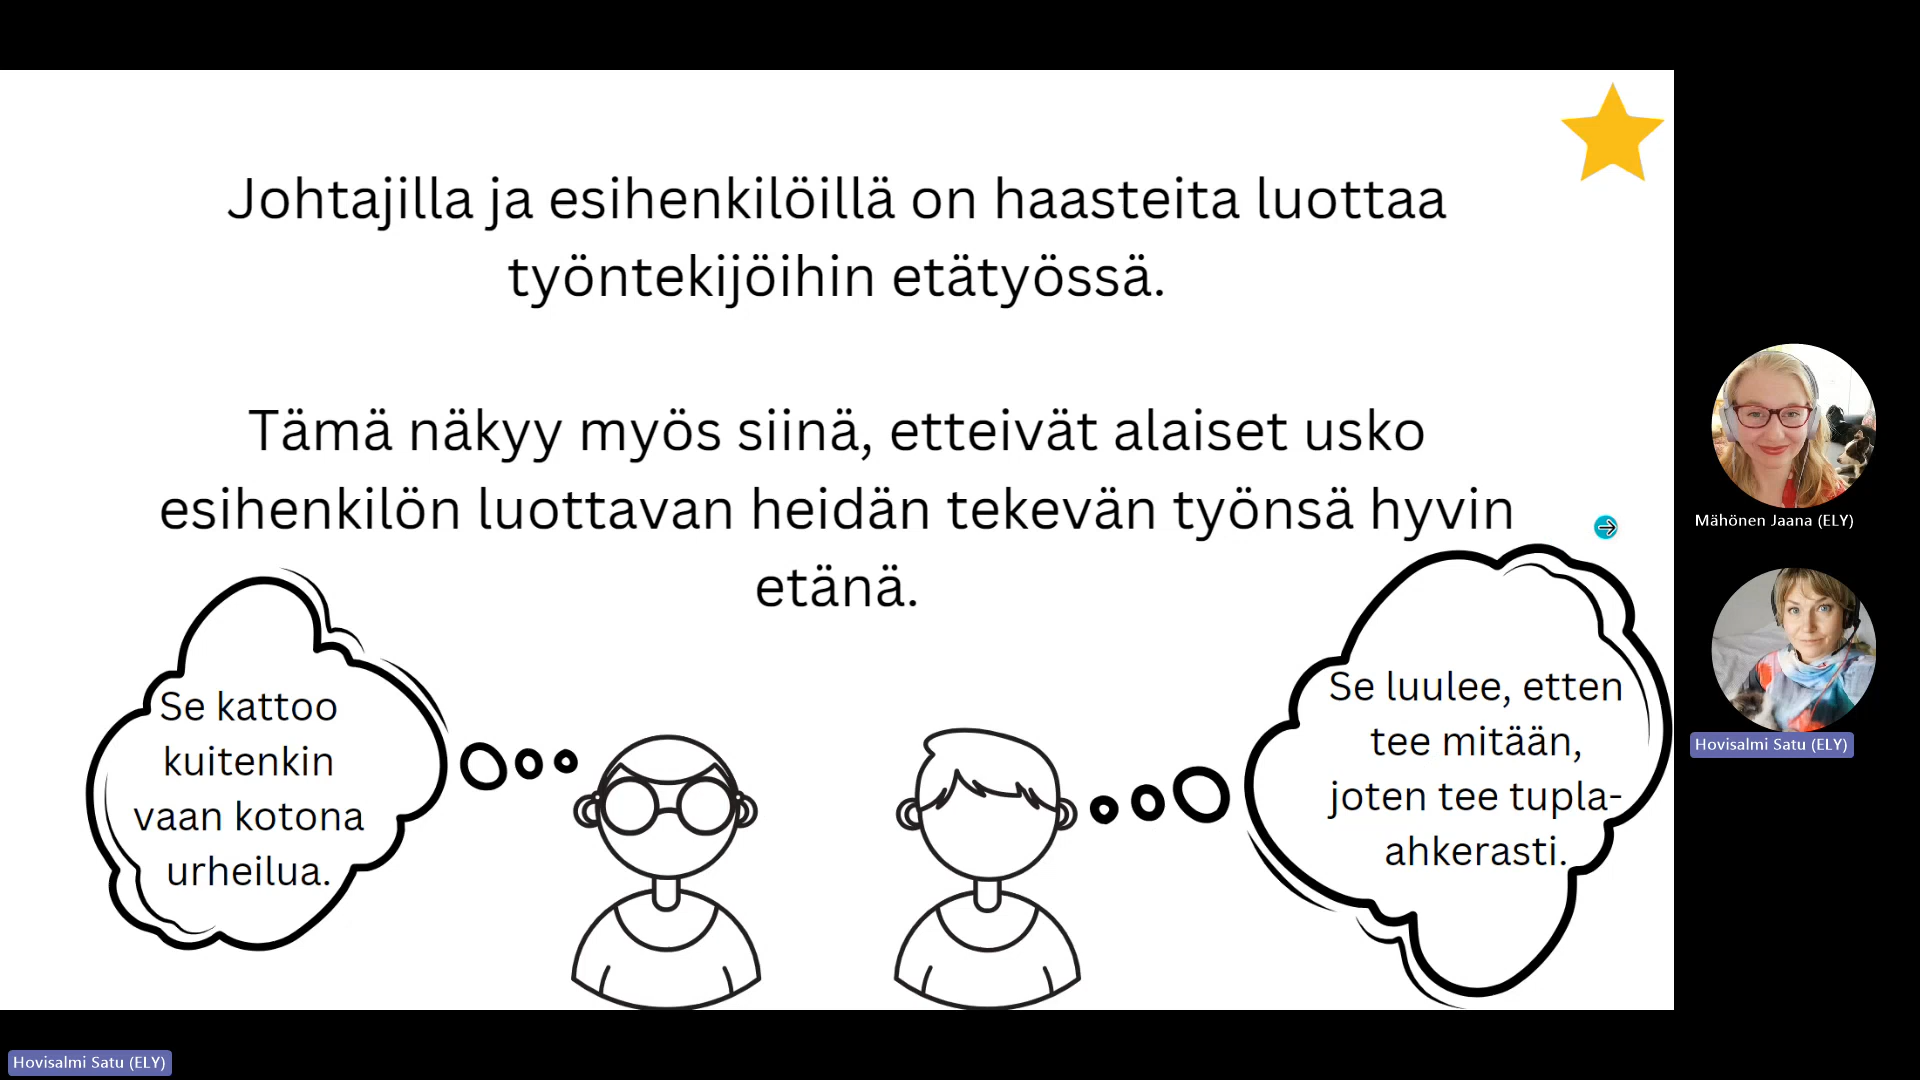 Johtajilla ja esihenkilöillä on haasteita luottaa
työntekijöihin etätyössä.
Tämä näkyy myös siinä, etteivät alaiset usko
esihenkilön luottavan heidän tekevän työnsä hyvin
etänä.
Se kattoo
kuitenkin
vaan kotona
urheilua.
Se luulee, etten
tee mitään,
joten tee tupla-
ahkerasti.
Mähönen Jaana (ELY)
Hovisalmi Satu (ELY)
Hovisalmi Satu (ELY)